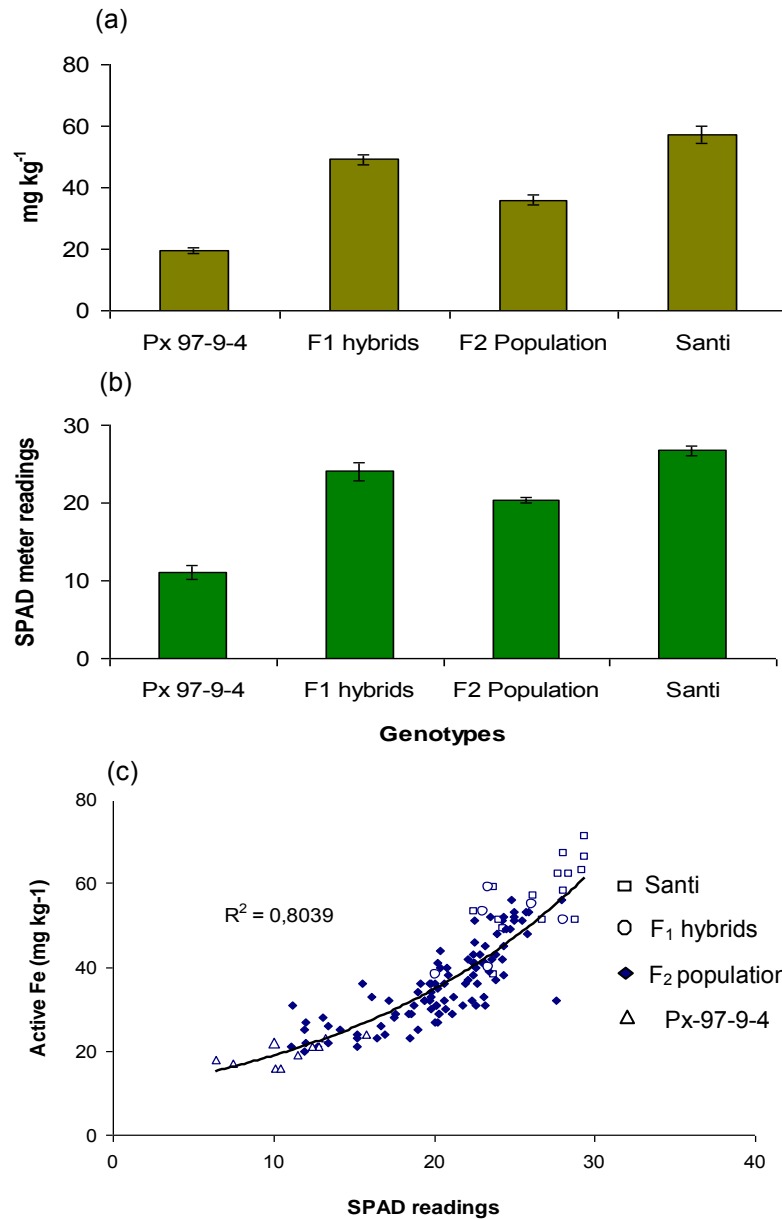 (a)
mg kg-1
80
60
40
20
0
Px 97-9-4 F1 hybrids F2 Population Santi
(b)
SPAD meter readings
30
20
10
0
Px 97-9-4 F1 hybrids F2 Population Santi
Genotypes
(c)
Active Fe (mg kg-1)
80
60
40
20
0
R2 = 0,8039
Santi
F1 hybrids
F2 population
Px-97-9-4
0 10 20 30 40
SPAD readings